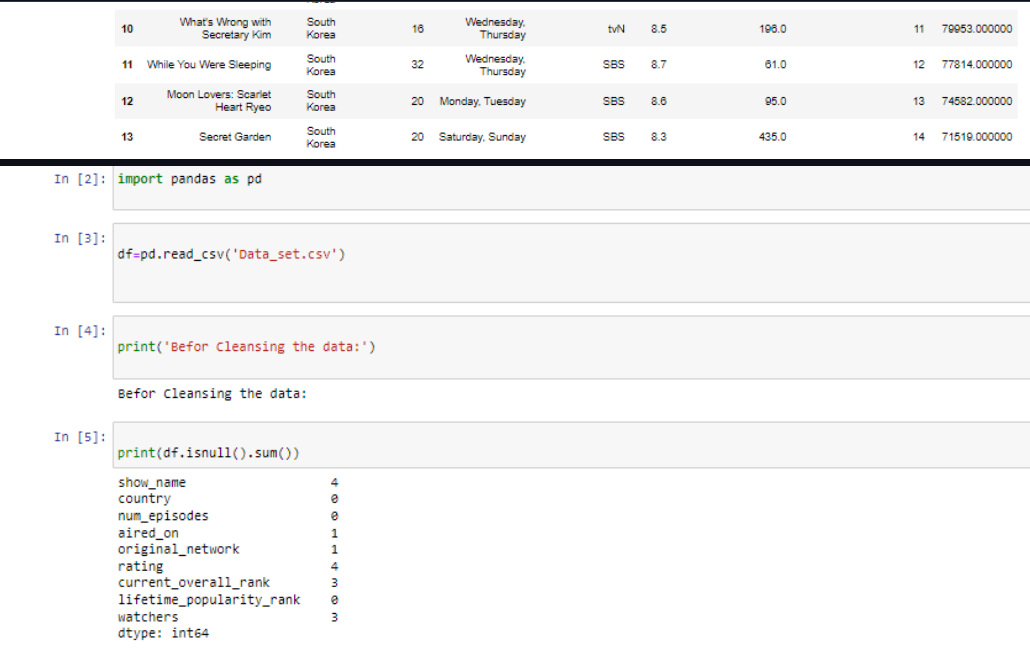 10 What's Wrong with Secretary Kim South Korea 16 Wednesday, Thursday tvN 8.5 196.0 11 79953.000000
11 While You Were Sleeping South Korea 32 Wednesday, Thursday SBS 8.7 61.0 12 77814.000000
12 Moon Lovers: Scarlet Heart Ryeo South Korea 20 Monday, Tuesday SBS 8.6 95.0 13 74582.000000
13 Secret Garden South Korea 20 Saturday, Sunday SBS 8.3 435.0 14 71519.000000
In [2]: import pandas as pd
In [3]:
df=pd.read_csv('Data_set.csv')
In [4]:
print('Befor Cleansing the data:')
Befor Cleansing the data:
In [5]:
print(df.isnull().sum())
show_name 4
country 0
num_episodes 0
aired_on 1
original_network 1
rating 4
current_overall_rank 3
lifetime_popularity_rank 0
watchers 3
dtype: int64